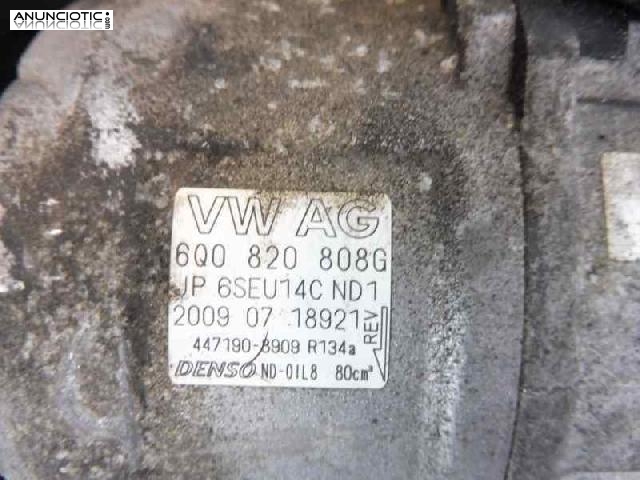 ANUNCIOTIC
.com
VW AG
6Q0 820 808G
JP 6SEU14C ND1
2009 07 18921
REV
447190-8909 R134a
DENSO ND-OIL8 80cm³